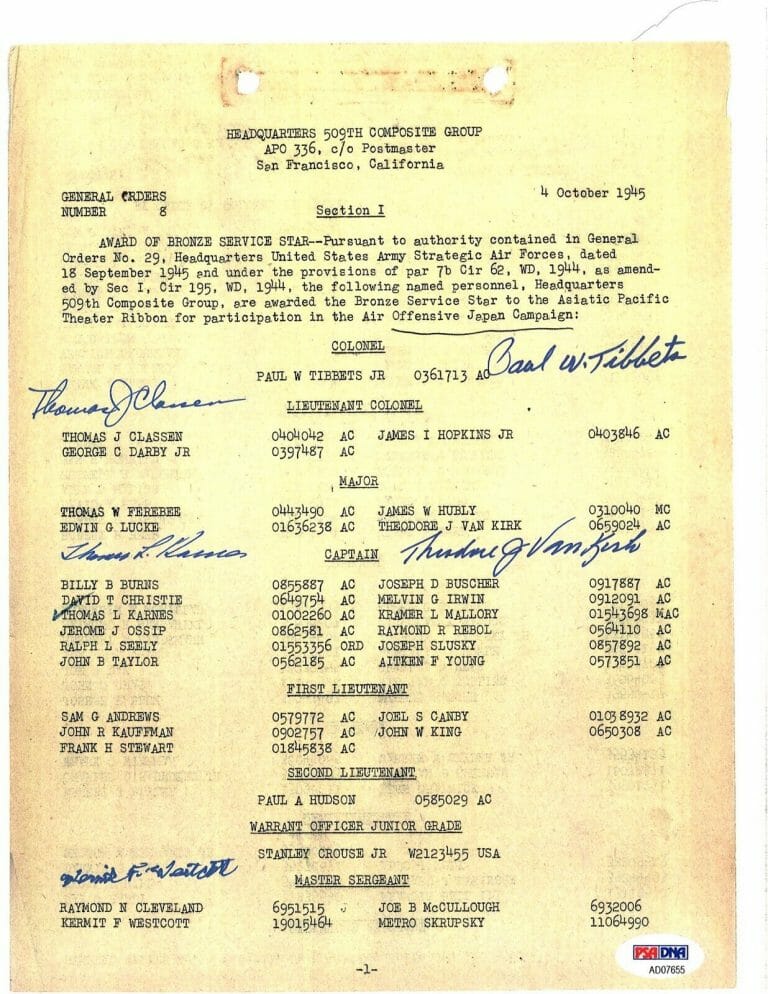 HEADQUARTERS 509TH COMPOSITE GROUP
APO 336, c/o Postmaster
San Francisco, California
GENERAL ORDERS 4 October 1945
NUMBER 8 Section I
AWARD OF BRONZE SERVICE STAR--Pursuant to authority contained in General
Orders No. 29, Headquarters United States Army Strategic Air Forces, dated
18 September 1945 and under the provisions of par 7b Cir 62, WD, 1944, as amend-
ed by Sec I, Cir 195, WD, 1944, the following named personnel, Headquarters
509th Composite Group, are awarded the Bronze Service Star to the Asiatic Pacific
Theater Ribbon for participation in the Air Offensive Japan Campaign:
COLONEL
PAUL W TIBBETS JR 0361713 AC Paul W. Tibbets
Thomas J Classen
LIEUTENANT COLONEL
THOMAS J CLASSEN 0404042 AC JAMES I HOPKINS JR 0403846 AC
GEORGE C DARBY JR 0397487 AC
MAJOR
THOMAS W FEREBEE 0443490 AC JAMES W HUBLY 0310040 MC
EDWIN G LUCKE 01636238 AC THEODORE J VAN KIRK 0659024 AC
Thomas L. Karnes CAPTAIN Theodore J Van Kirk
BILLY B BURNS 0855887 AC JOSEPH D BUSCHER 0917887 AC
DAVID T CHRISTIE 0649754 AC MELVIN G IRWIN 0912091 AC
THOMAS L KARNES 01002260 AC KRAMER L MALLORY 01543698 MAC
JEROME J OSSIP 0862581 AC RAYMOND R REBOL 0564110 AC
RALPH L SEELY 01553356 ORD JOSEPH SLUSKY 0857892 AC
JOHN B TAYLOR 0562185 AC AITKEN F YOUNG 0573851 AC
FIRST LIEUTENANT
SAM G ANDREWS 0579772 AC JOEL S CANBY 01038932 AC
JOHN R KAUFFMAN 0902757 AC JOHN W KING 0650308 AC
FRANK H STEWART 01845838 AC
SECOND LIEUTENANT
PAUL A HUDSON 0585029 AC
WARRANT OFFICER JUNIOR GRADE
STANLEY CROUSE JR W2123455 USA
Kermit F. Westcott
MASTER SERGEANT
RAYMOND N CLEVELAND 6951515 JOE B McCULLOUGH 6932006
KERMIT F WESTCOTT 19015464 METRO SKRUPSKY 11064990
PSA DNA
AD07655
-1-